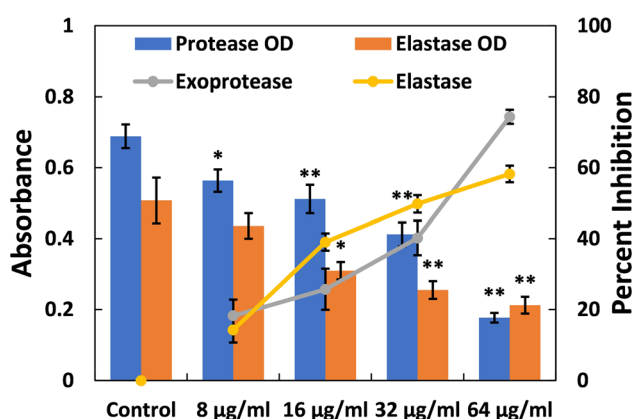 1 100
Protease OD Elastase OD
Exoprotease Elastase
0.8 80
*
**
0.6 60
**
Absorbance
Percent Inhibition
0.4 40
*
**
** **
0.2 20
0 0
Control 8 µg/ml 16 µg/ml 32 µg/ml 64 µg/ml